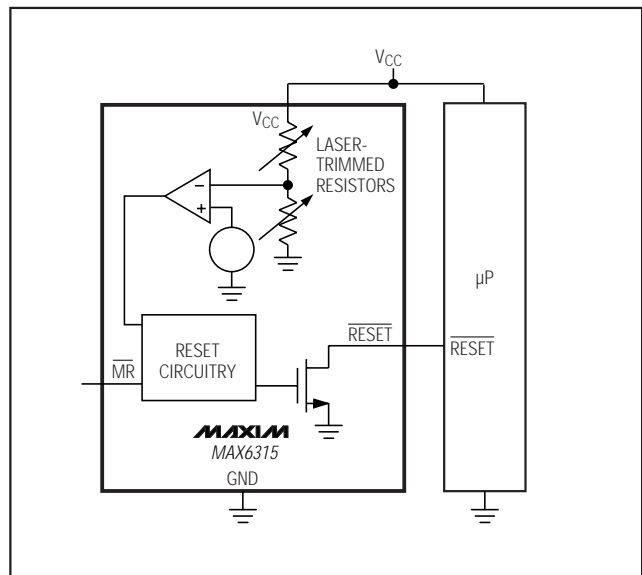 VCC
VCC
LASER-
TRIMMED
RESISTORS
–
+
µP
RESET
RESET
RESET
CIRCUITRY
MR
MAXIM
MAX6315
GND